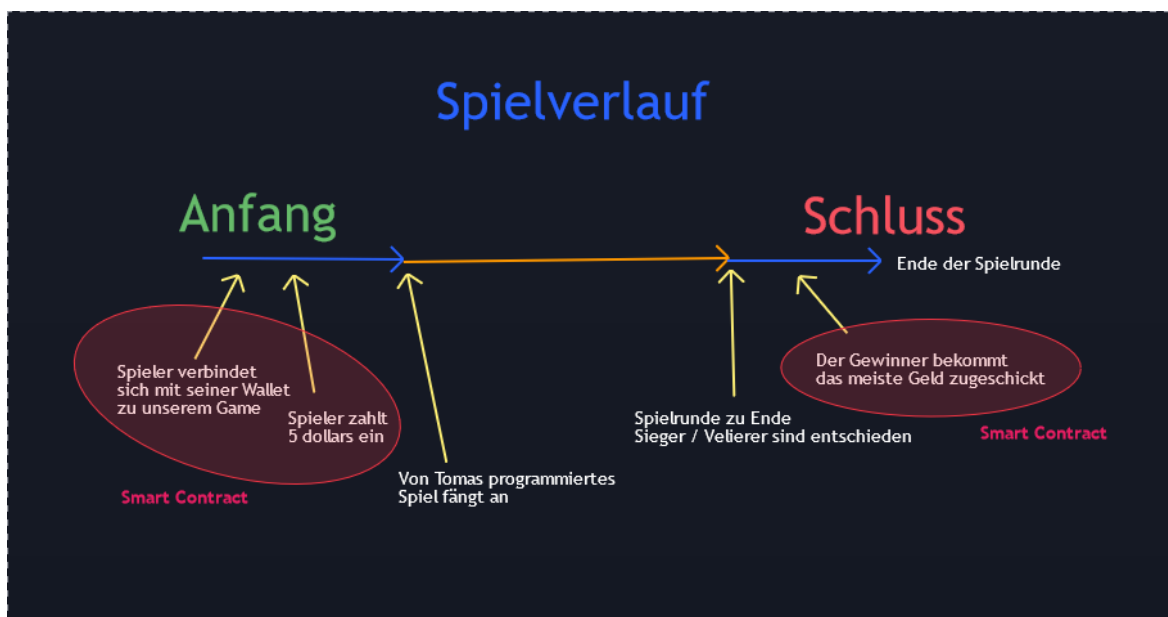 Spielverlauf
Anfang
Schluss
Ende der Spielrunde
Spieler verbindet
sich mit seiner Wallet
zu unserem Game
Spieler zahlt
5 dollars ein
Smart Contract
Von Tomas programmiertes
Spiel fängt an
Spielrunde zu Ende
Sieger / Velierer sind entschieden
Der Gewinner bekommt
das meiste Geld zugeschickt
Smart Contract